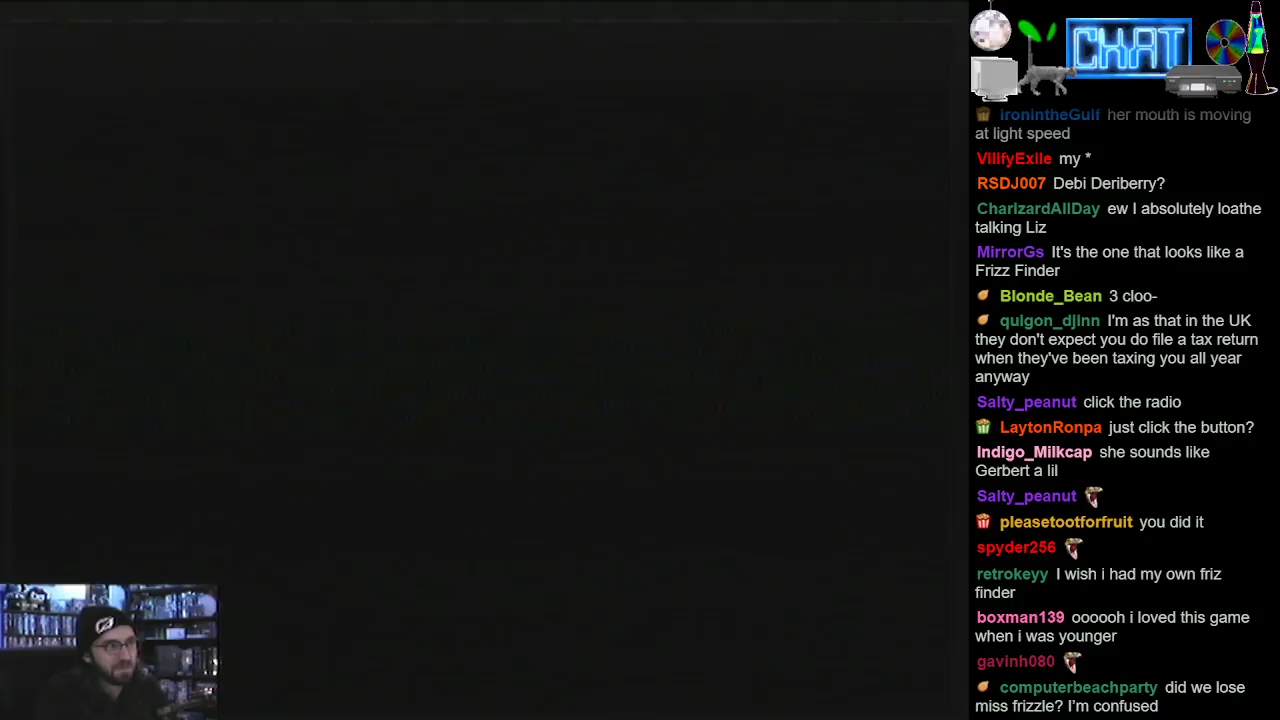 CHAT
IronintheGulf her mouth is moving
at light speed
VilifyExile my *
RSDJ007 Debi Deriberry?
CharizardAllDay ew I absolutely loathe
talking Liz
MirrorGs It's the one that looks like a
Frizz Finder
Blonde_Bean 3 cloo-
quigon_djinn I'm as that in the UK
they don't expect you do file a tax return
when they've been taxing you all year
anyway
Salty_peanut click the radio
LaytonRonpa just click the button?
Indigo_Milkcap she sounds like
Gerbert a lil
Salty_peanut
pleasetootforfruit you did it
spyder256
retrokeyy I wish i had my own friz
finder
boxman139 oooooh i loved this game
when i was younger
gavinh080
computerbeachparty did we lose
miss frizzle? I'm confused